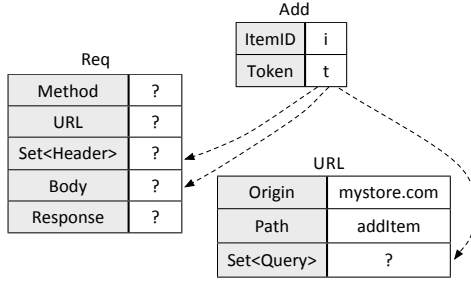 Add
ItemID i
Token t
Req
Method ?
URL ?
Set<Header> ?
Body ?
Response ?
URL
Origin mystore.com
Path addItem
Set<Query> ?